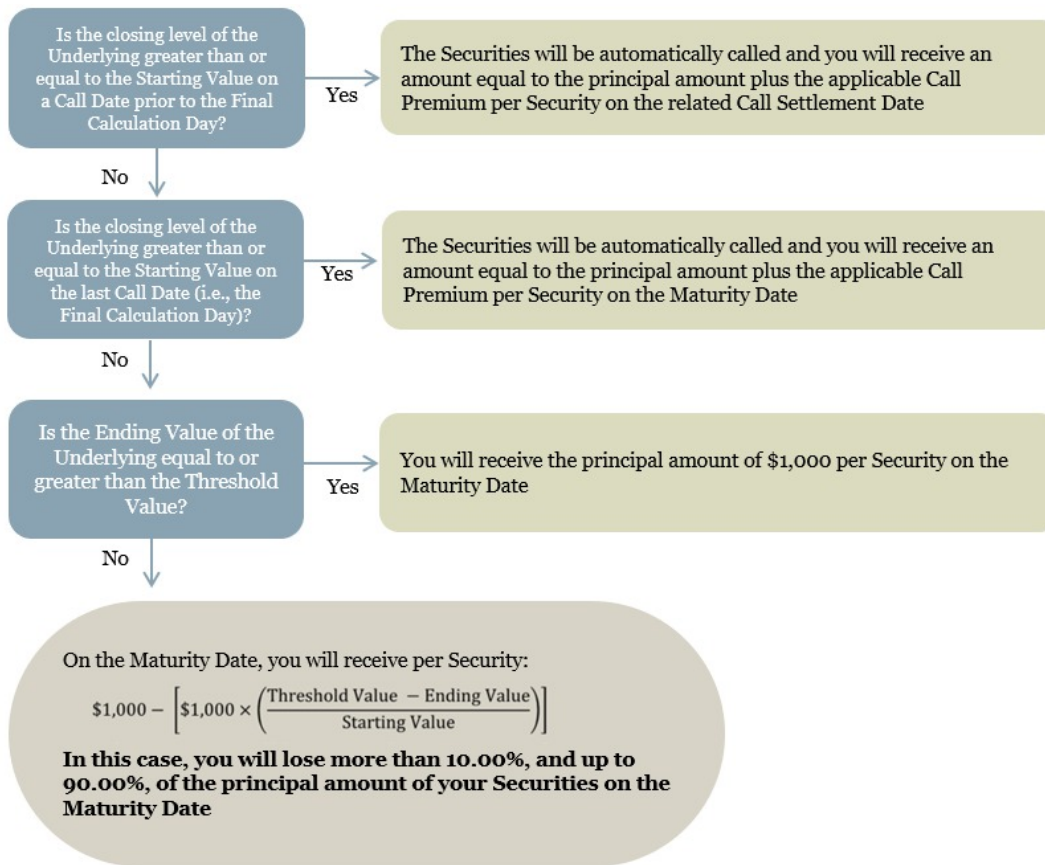 Is the closing level of the
Underlying greater than or
equal to the Starting Value on
a Call Date prior to the Final
Calculation Day?
Yes
The Securities will be automatically called and you will receive an
amount equal to the principal amount plus the applicable Call
Premium per Security on the related Call Settlement Date
No
Is the closing level of the
Underlying greater than or
equal to the Starting Value on
the last Call Date (i.e., the
Final Calculation Day)?
Yes
The Securities will be automatically called and you will receive an
amount equal to the principal amount plus the applicable Call
Premium per Security on the Maturity Date
No
Is the Ending Value of the
Underlying equal to or
greater than the Threshold
Value?
Yes
You will receive the principal amount of $1,000 per Security on the
Maturity Date
No
On the Maturity Date, you will receive per Security:
$1,000 − [$1,000 × (Threshold Value − Ending Value / Starting Value)]
In this case, you will lose more than 10.00%, and up to
90.00%, of the principal amount of your Securities on the
Maturity Date